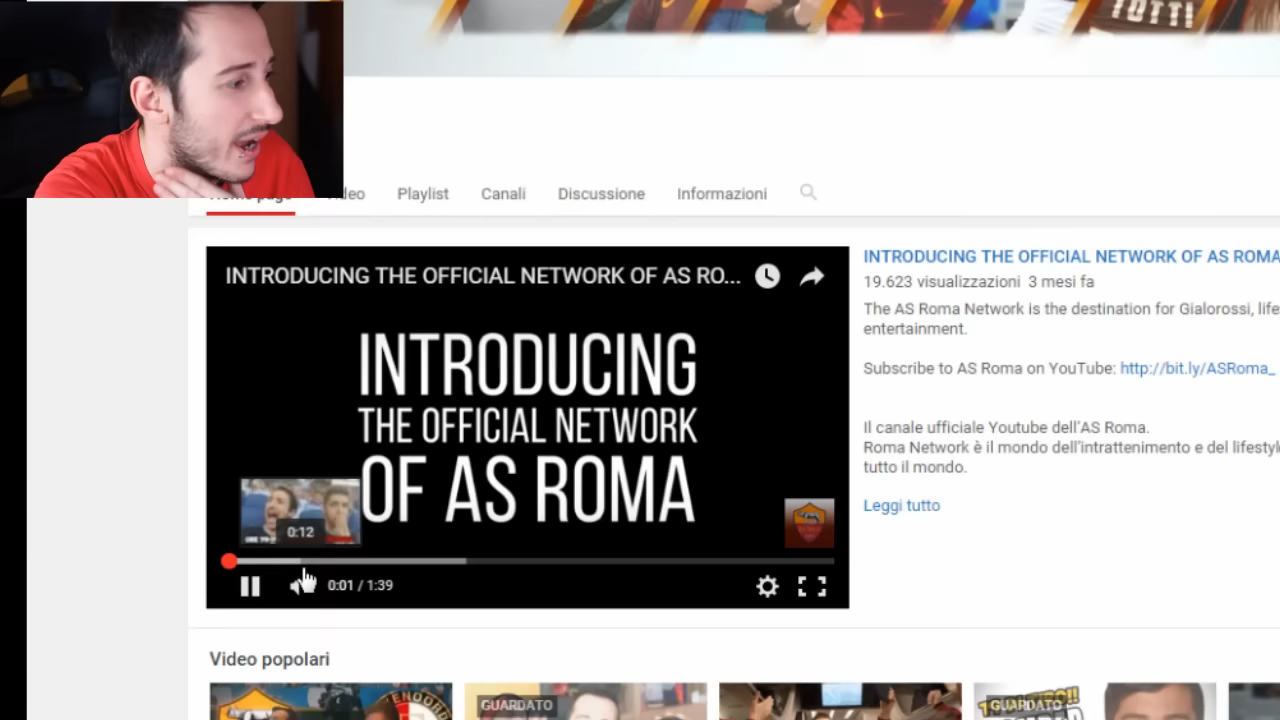 TOTTI
Home page Video Playlist Canali Discussione Informazioni
INTRODUCING THE OFFICIAL NETWORK OF AS RO...
INTRODUCING
THE OFFICIAL NETWORK
OF AS ROMA
0:12
0:01 / 1:39
INTRODUCING THE OFFICIAL NETWORK OF AS ROMA
19.623 visualizzazioni 3 mesi fa
The AS Roma Network is the destination for Gialorossi, life
entertainment.
Subscribe to AS Roma on YouTube: http://bit.ly/ASRoma_
Il canale ufficiale Youtube dell'AS Roma.
Roma Network è il mondo dell'intrattenimento e del lifestyle
tutto il mondo.
Leggi tutto
Video popolari
GUARDATO
GUARDATO